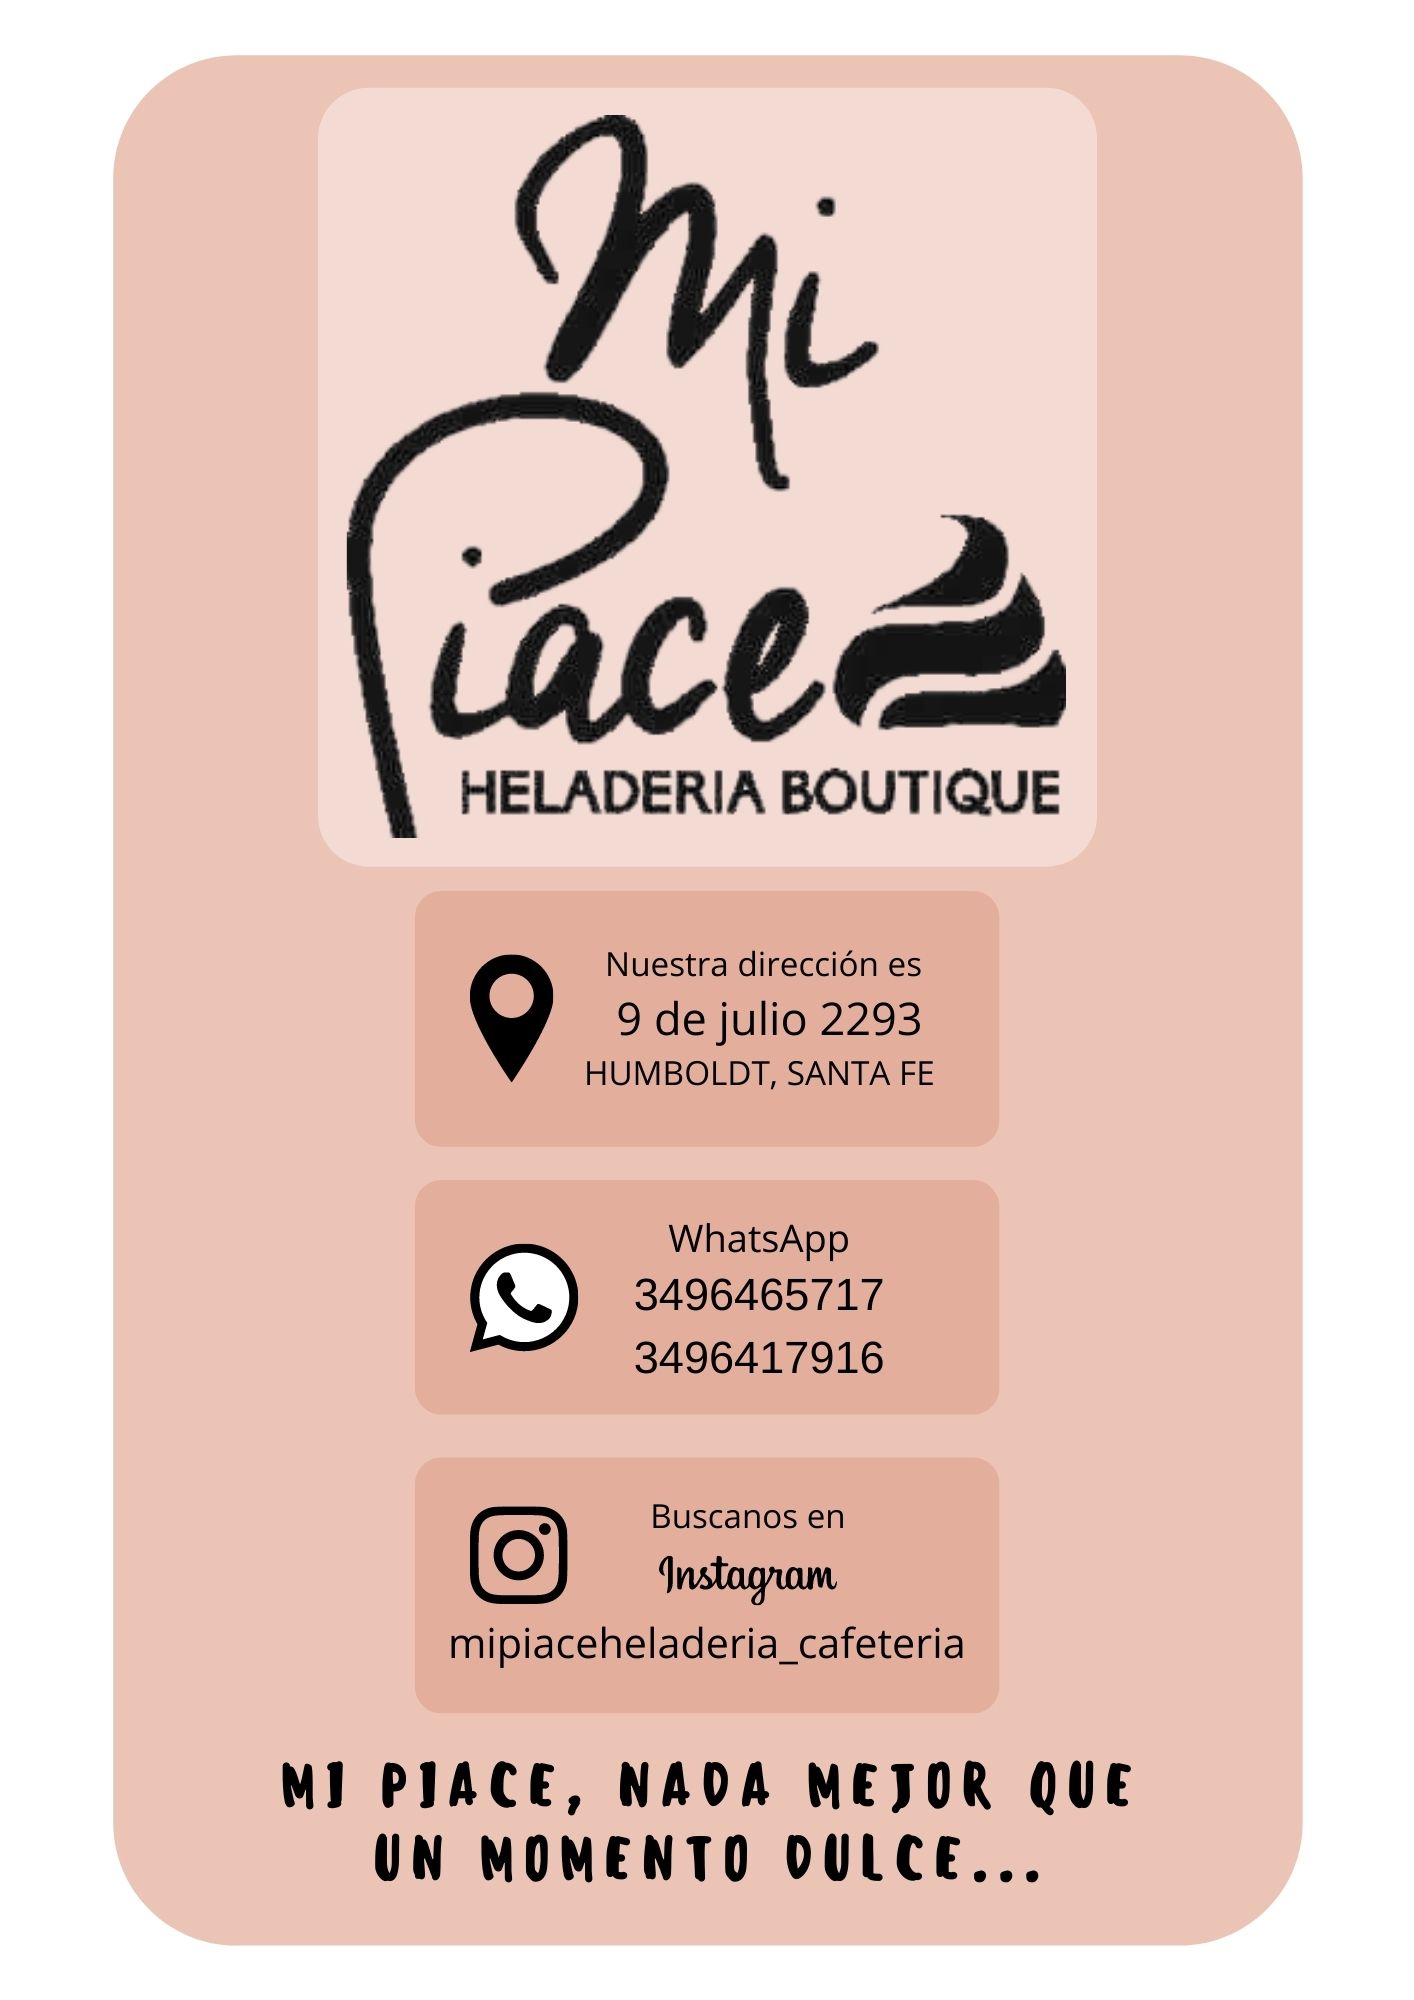 Mi
Piace
HELADERIA BOUTIQUE
Nuestra dirección es
9 de julio 2293
HUMBOLDT, SANTA FE
WhatsApp
3496465717
3496417916
Buscanos en
Instagram
mipiaceheladeria_cafeteria
MI PIACE, NADA MEJOR QUE
UN MOMENTO DULCE...